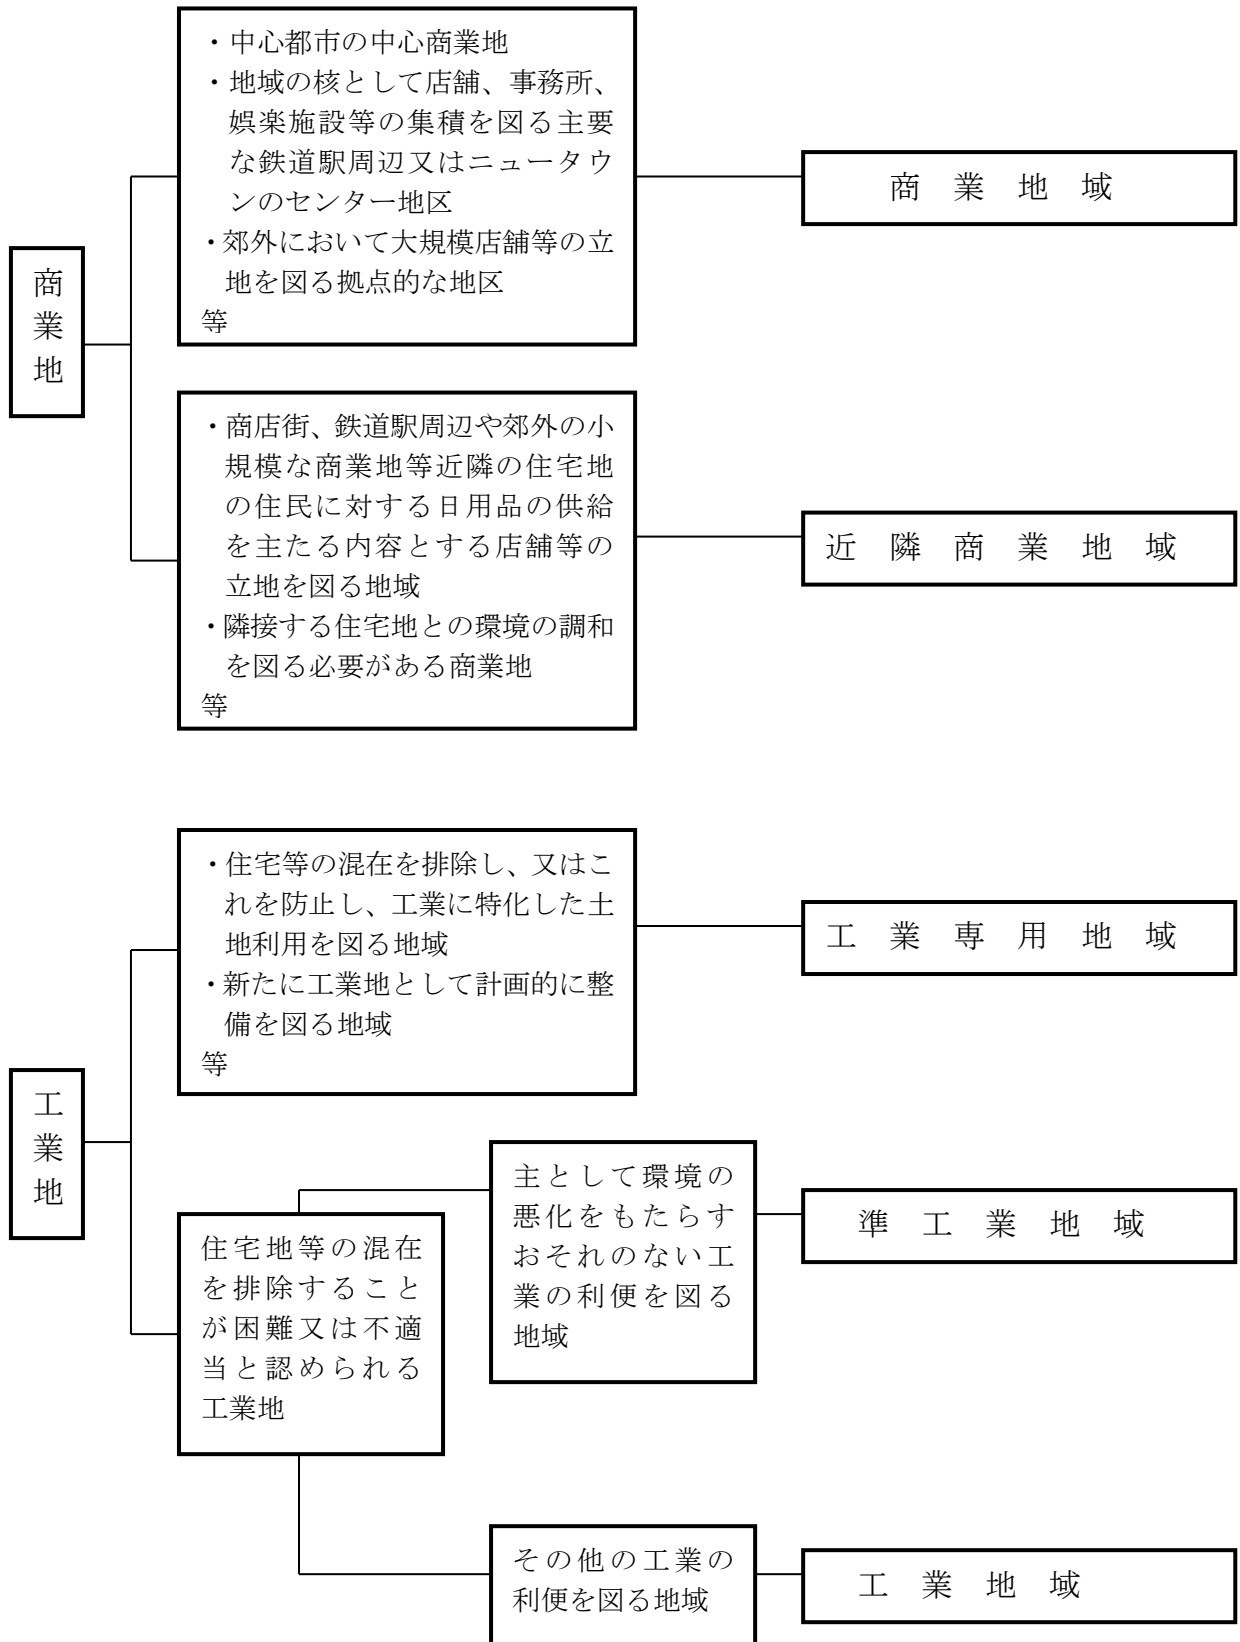 商業地
・中心都市の中心商業地
・地域の核として店舗、事務所、
娯楽施設等の集積を図る主要
な鉄道駅周辺又はニュータウ
ンのセンター地区
・郊外において大規模店舗等の立
地を図る拠点的な地区
等
商業地域
・商店街、鉄道駅周辺や郊外の小
規模な商業地等近隣の住宅地
の住民に対する日用品の供給
を主たる内容とする店舗等の
立地を図る地域
・隣接する住宅地との環境の調和
を図る必要がある商業地
等
近隣商業地域
工業地
・住宅等の混在を排除し、又はこ
れを防止し、工業に特化した土
地利用を図る地域
・新たに工業地として計画的に整
備を図る地域
等
工業専用地域
住宅地等の混在
を排除すること
が困難又は不適
当と認められる
工業地
主として環境の
悪化をもたらす
おそれのない工
業の利便を図る
地域
準工業地域
その他の工業の
利便を図る地域
工業地域